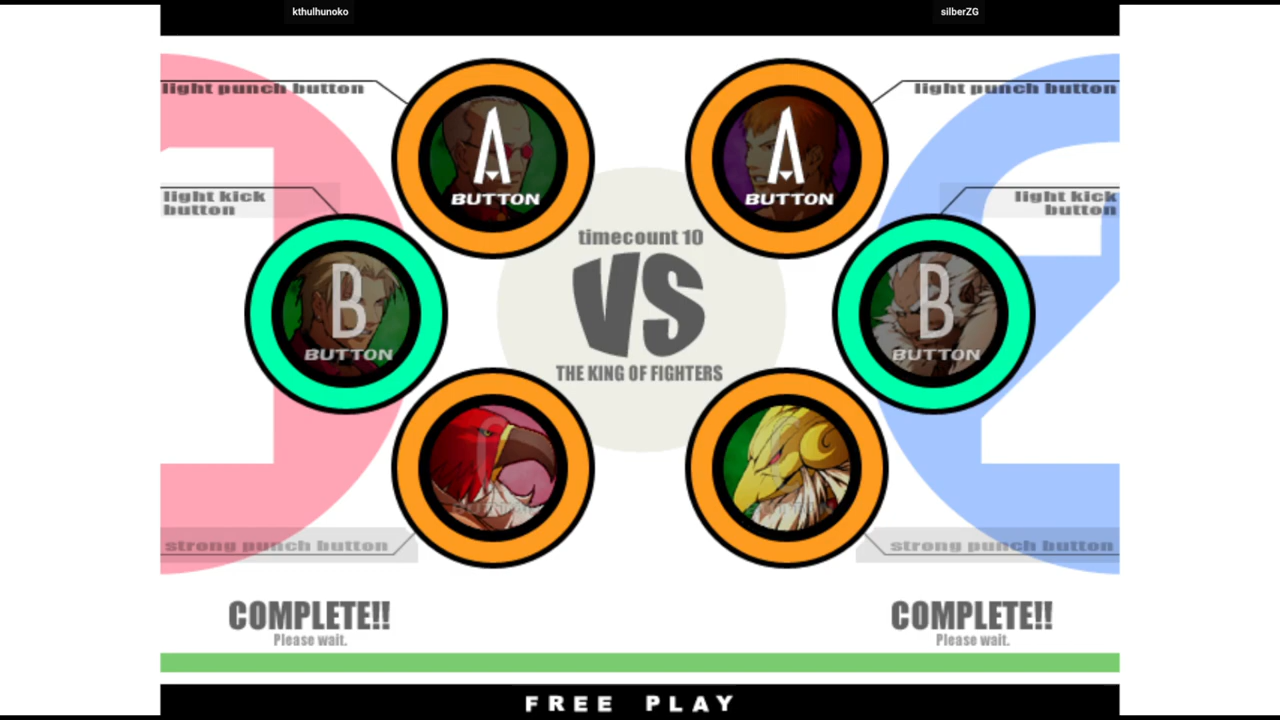 kthulhunoko
silberZG
light punch button
light punch button
A
BUTTON
A
BUTTON
light kick
button
light kick
button
timecount 10
VS
THE KING OF FIGHTERS
B
BUTTON
B
BUTTON
strong punch button
strong punch button
COMPLETE!!
Please wait.
COMPLETE!!
Please wait.
FREE PLAY